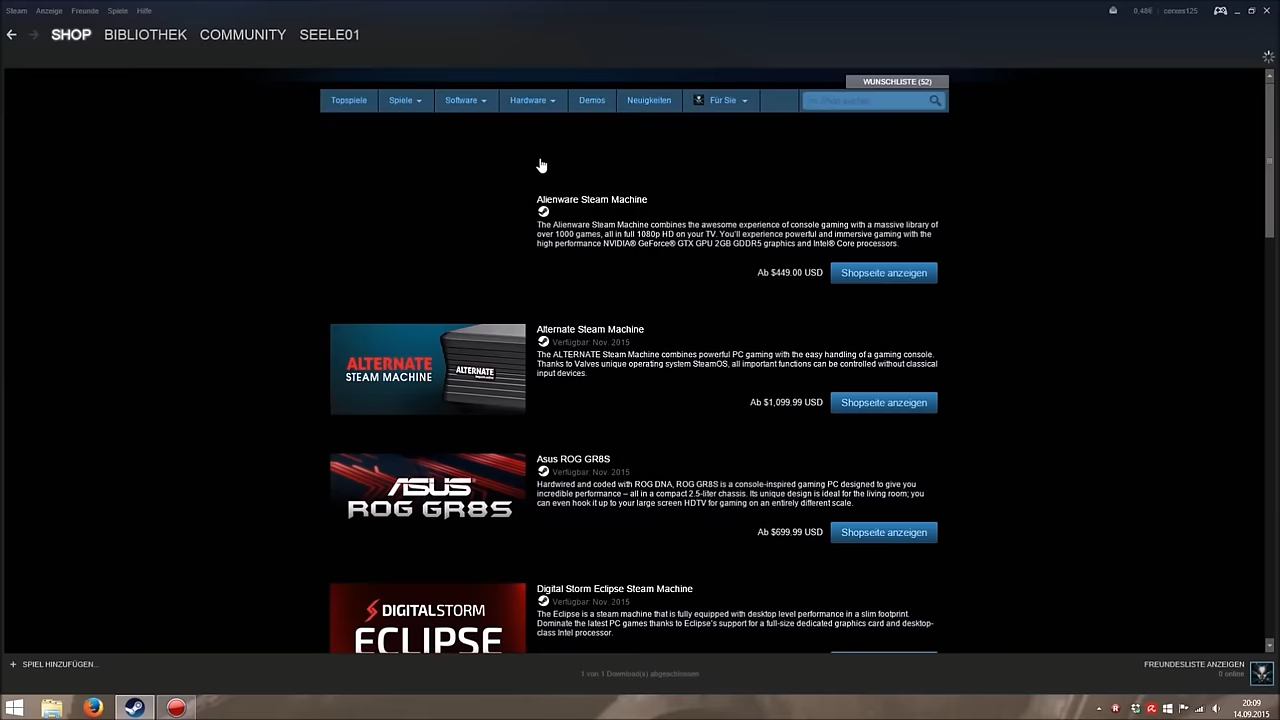 Steam Anzeige Freunde Spiele Hilfe
0,48€ cerxes125
SHOP BIBLIOTHEK COMMUNITY SEELE01
WUNSCHLISTE (52)
Topspiele Spiele Software Hardware Demos Neuigkeiten Für Sie
Alienware Steam Machine
The Alienware Steam Machine combines the awesome experience of console gaming with a massive library of
over 1000 games, all in full 1080p HD on your TV. You'll experience powerful and immersive gaming with the
high performance NVIDIA® GeForce® GTX GPU 2GB GDDR5 graphics and Intel® Core processors.
Ab $449.00 USD Shopseite anzeigen
ALTERNATE
STEAM MACHINE
ALTERNATE
Alternate Steam Machine
Verfügbar: Nov. 2015
The ALTERNATE Steam Machine combines powerful PC gaming with the easy handling of a gaming console.
Thanks to Valves unique operating system SteamOS, all important functions can be controlled without classical
input devices.
Ab $1,099.99 USD Shopseite anzeigen
ASUS
ROG GR8S
Asus ROG GR8S
Verfügbar: Nov. 2015
Hardwired and coded with ROG DNA, ROG GR8S is a console-inspired gaming PC designed to give you
incredible performance – all in a compact 2.5-liter chassis. Its unique design is ideal for the living room; you
can even hook it up to your large screen HDTV for gaming on an entirely different scale.
Ab $699.99 USD Shopseite anzeigen
DIGITALSTORM
ECLIPSE
Digital Storm Eclipse Steam Machine
Verfügbar: Nov. 2015
The Eclipse is a steam machine that is fully equipped with desktop level performance in a slim footprint.
Dominate the latest PC games thanks to Eclipse's support for a full-size dedicated graphics card and desktop-
class Intel processor.
+ SPIEL HINZUFÜGEN...
1 von 1 Download(s) abgeschlossen
FREUNDESLISTE ANZEIGEN
0 online
20:09
14.09.2015